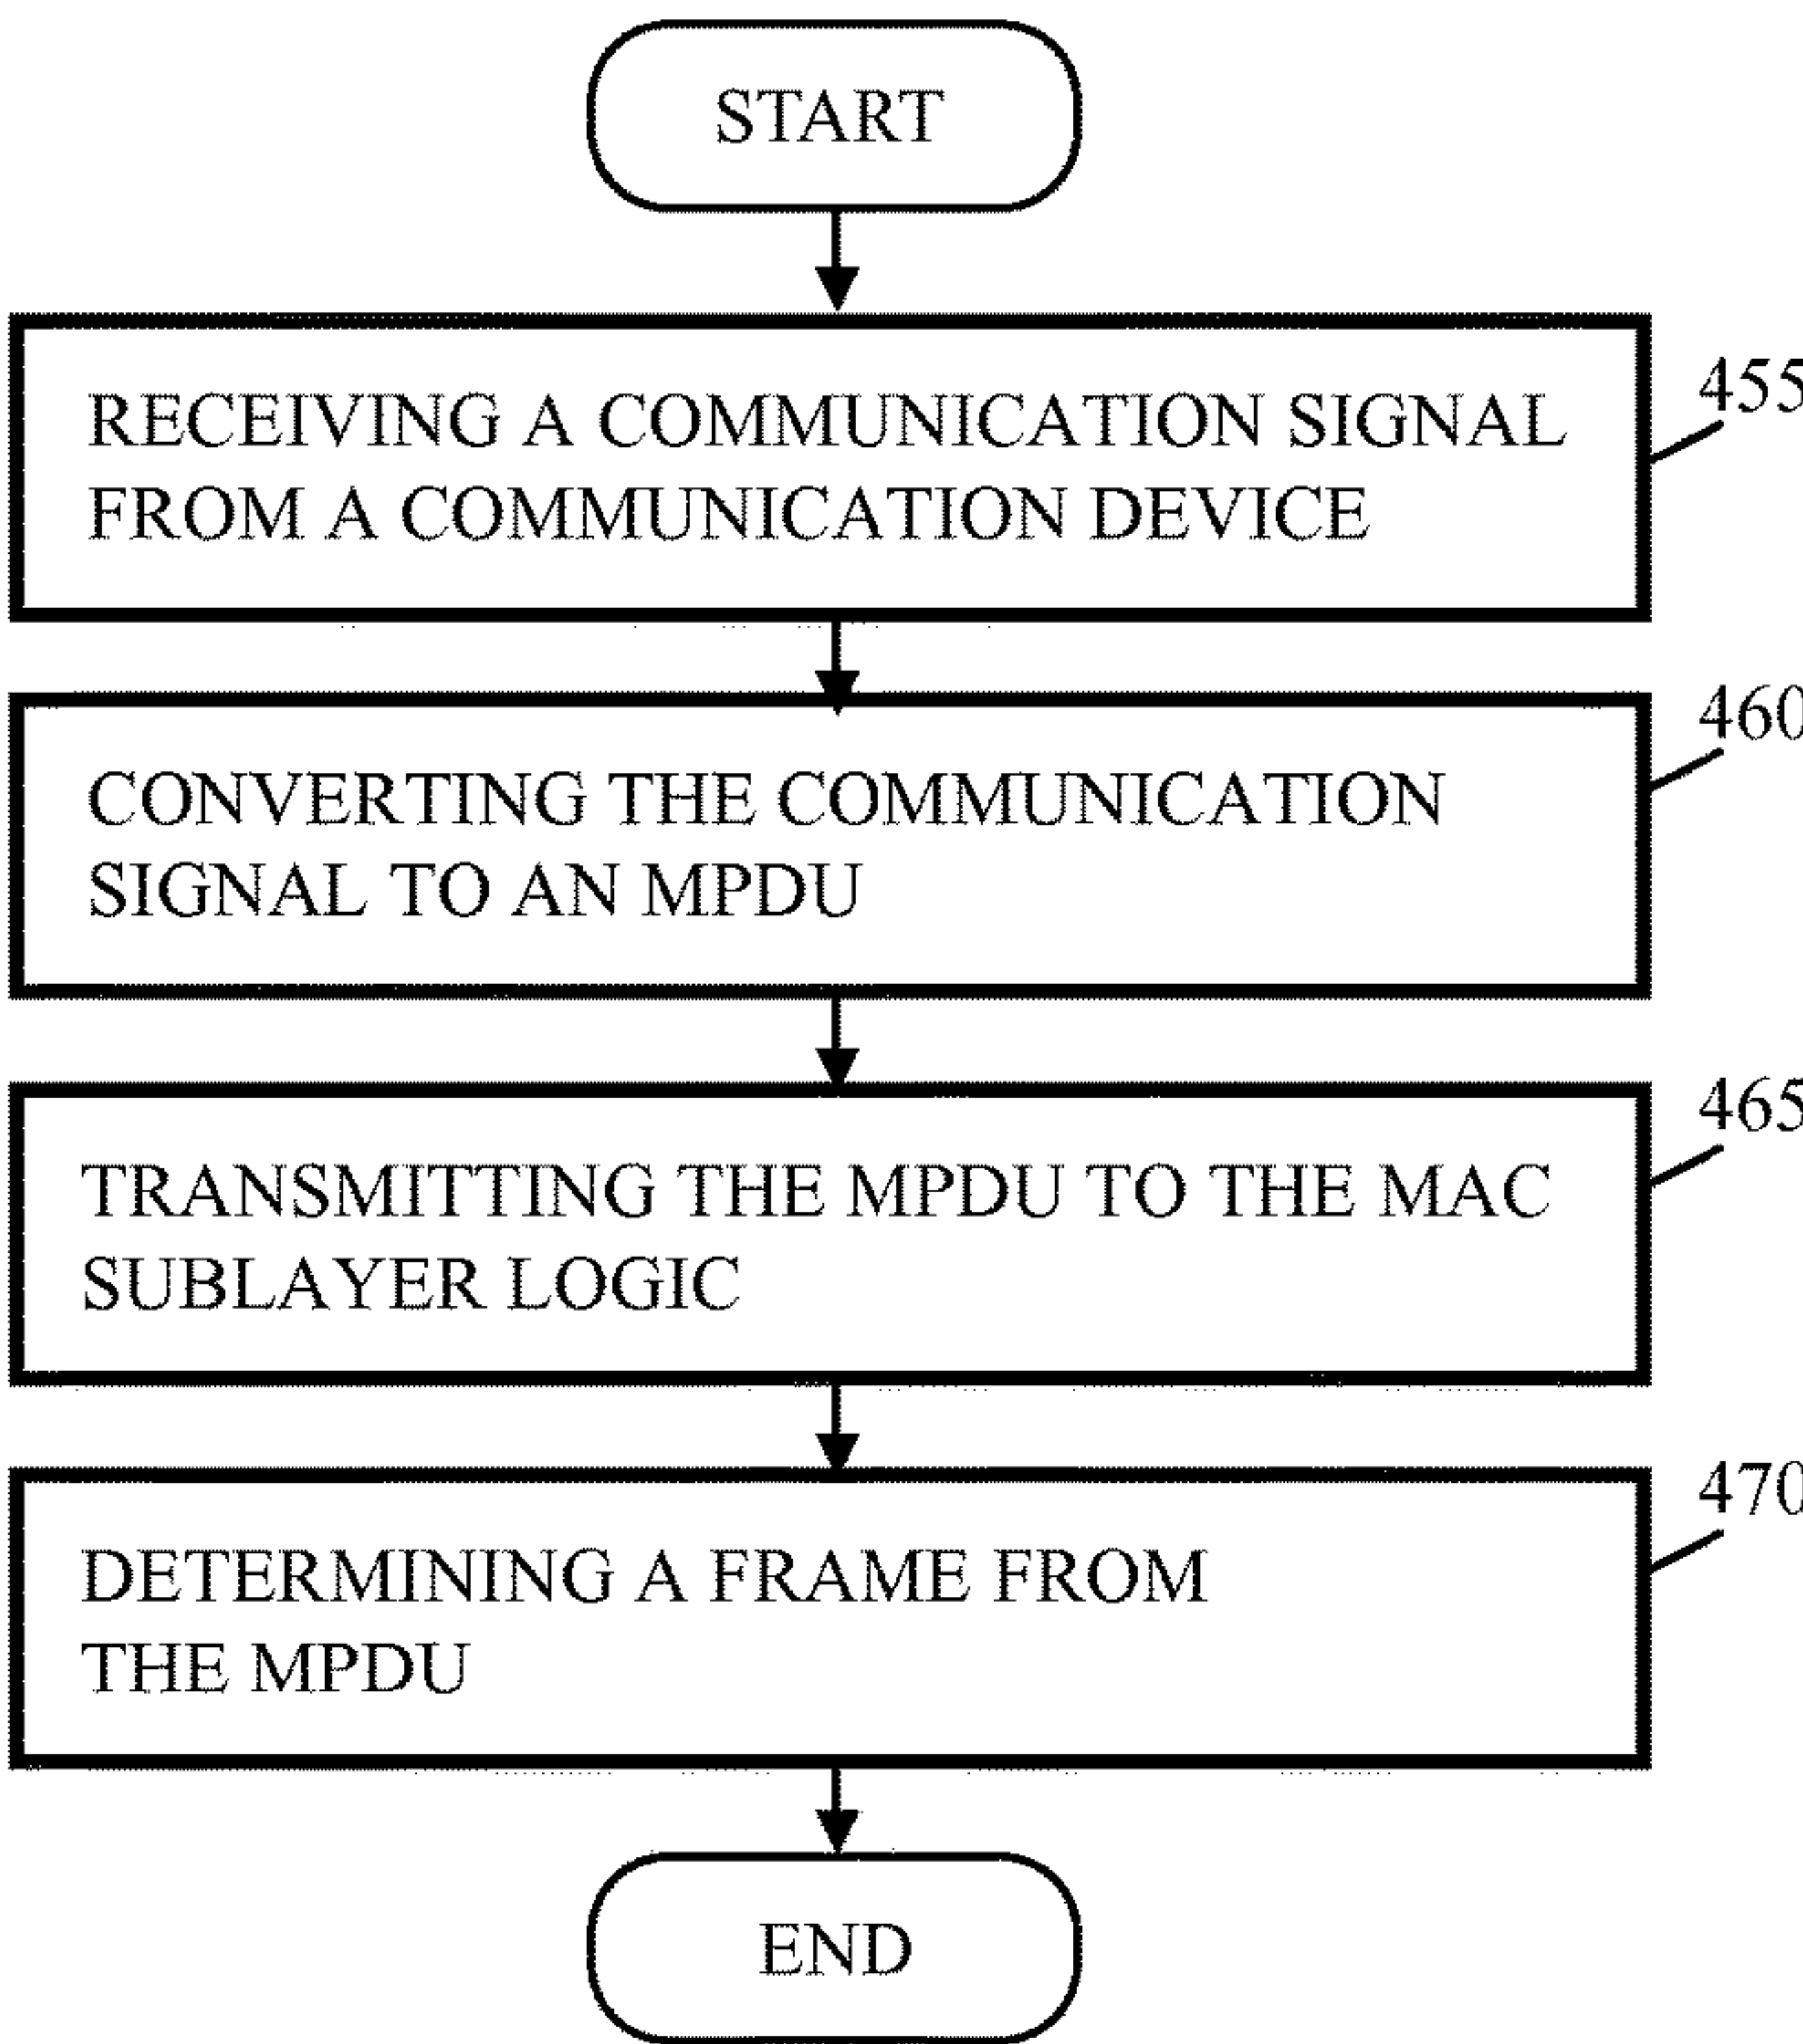 START
RECEIVING A COMMUNICATION SIGNAL
FROM A COMMUNICATION DEVICE
455
CONVERTING THE COMMUNICATION
SIGNAL TO AN MPDU
460
TRANSMITTING THE MPDU TO THE MAC
SUBLAYER LOGIC
465
DETERMINING A FRAME FROM
THE MPDU
470
END